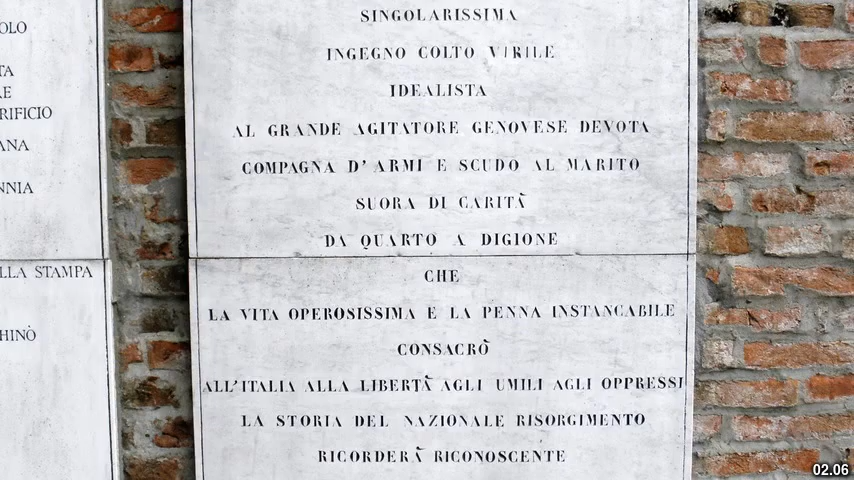 OLO
TA
RE
RIFICIO
ANA
NNIA
LLA STAMPA
HINÒ
SINGOLARISSIMA
INGEGNO COLTO VIRILE
IDEALISTA
AL GRANDE AGITATORE GENOVESE DEVOTA
COMPAGNA D'ARMI E SCUDO AL MARITO
SUORA DI CARITÀ
DA QUARTO A DIGIONE
CHE
LA VITA OPEROSISSIMA E LA PENNA INSTANCABILE
CONSACRÒ
ALL'ITALIA ALLA LIBERTÀ AGLI UMILI AGLI OPPRESSI
LA STORIA DEL NAZIONALE RISORGIMENTO
RICORDERÀ RICONOSCENTE
02.06